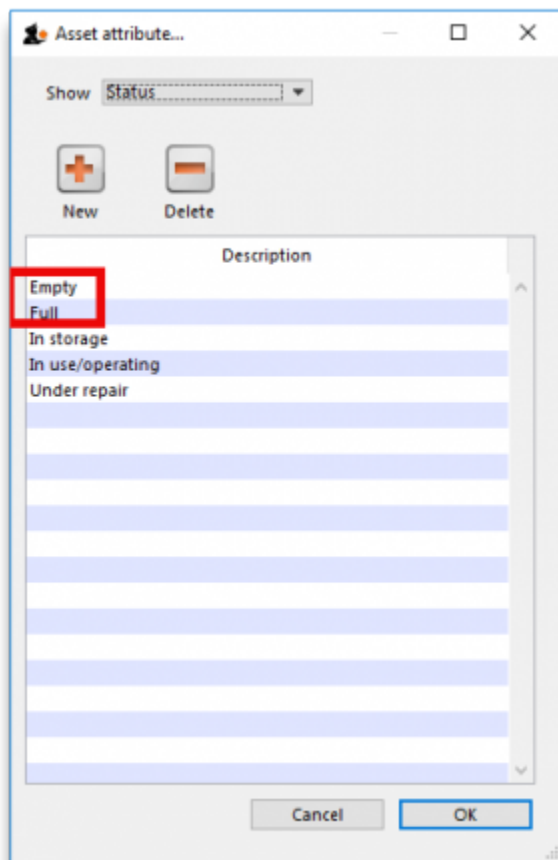 Asset attribute...
Show Status
New Delete
Description
Empty
Full
In storage
In use/operating
Under repair
Cancel OK